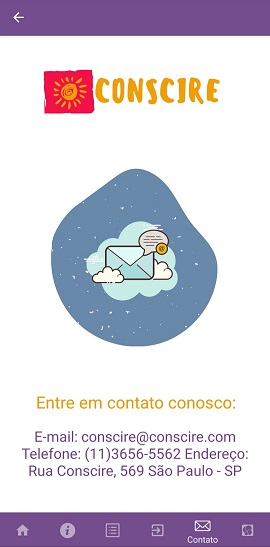 CONSCIRE
@
Entre em contato conosco:
E-mail: conscire@conscire.com
Telefone: (11)3656-5562 Endereço:
Rua Conscire, 569 São Paulo - SP
Contato